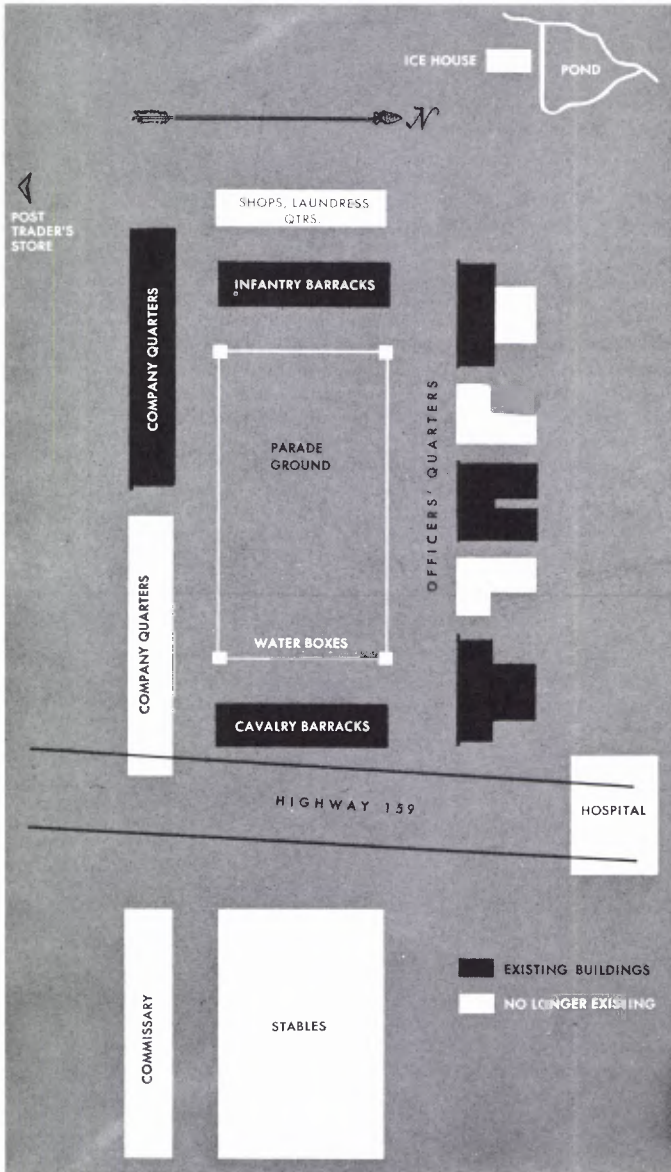 ICE HOUSE
POND
N
POST
TRADER'S
STORE
SHOPS, LAUNDRESS
QTRS.
INFANTRY BARRACKS
COMPANY QUARTERS
PARADE
GROUND
OFFICERS' QUARTERS
COMPANY QUARTERS
WATER BOXES
CAVALRY BARRACKS
HIGHWAY 159
HOSPITAL
COMMISSARY
STABLES
EXISTING BUILDINGS
NO LONGER EXISTING